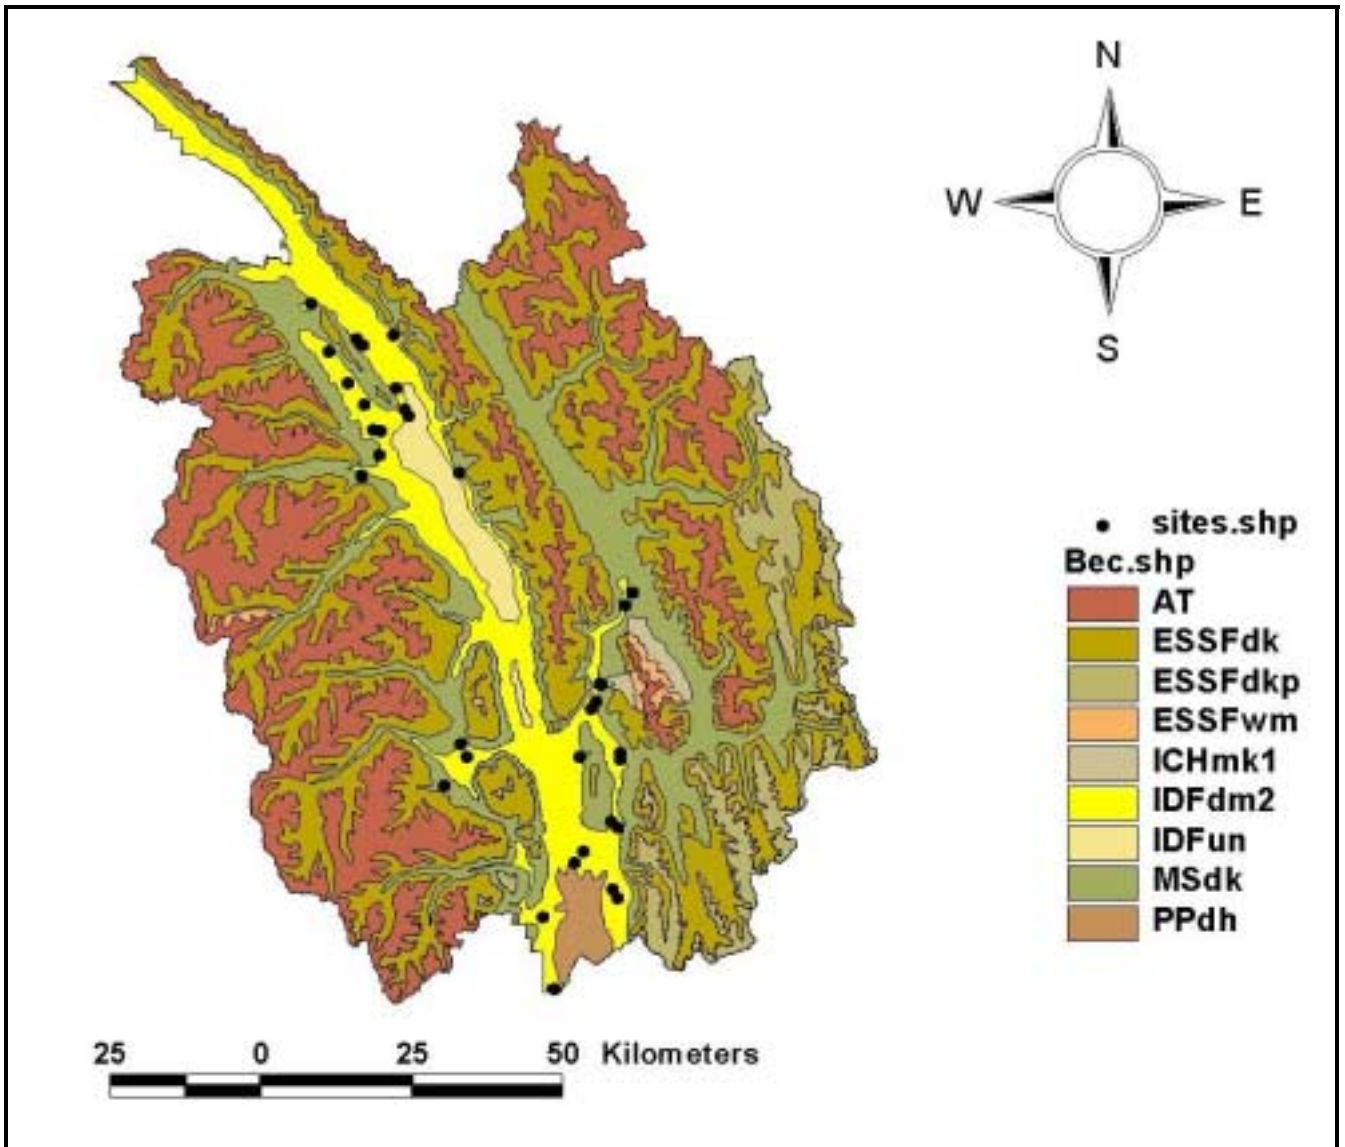 N
W E
S
sites.shp
Bec.shp
AT
ESSFdk
ESSFdkp
ESSFwm
ICHmk1
IDFdm2
IDFun
MSdk
PPdh
25 0 25 50 Kilometers